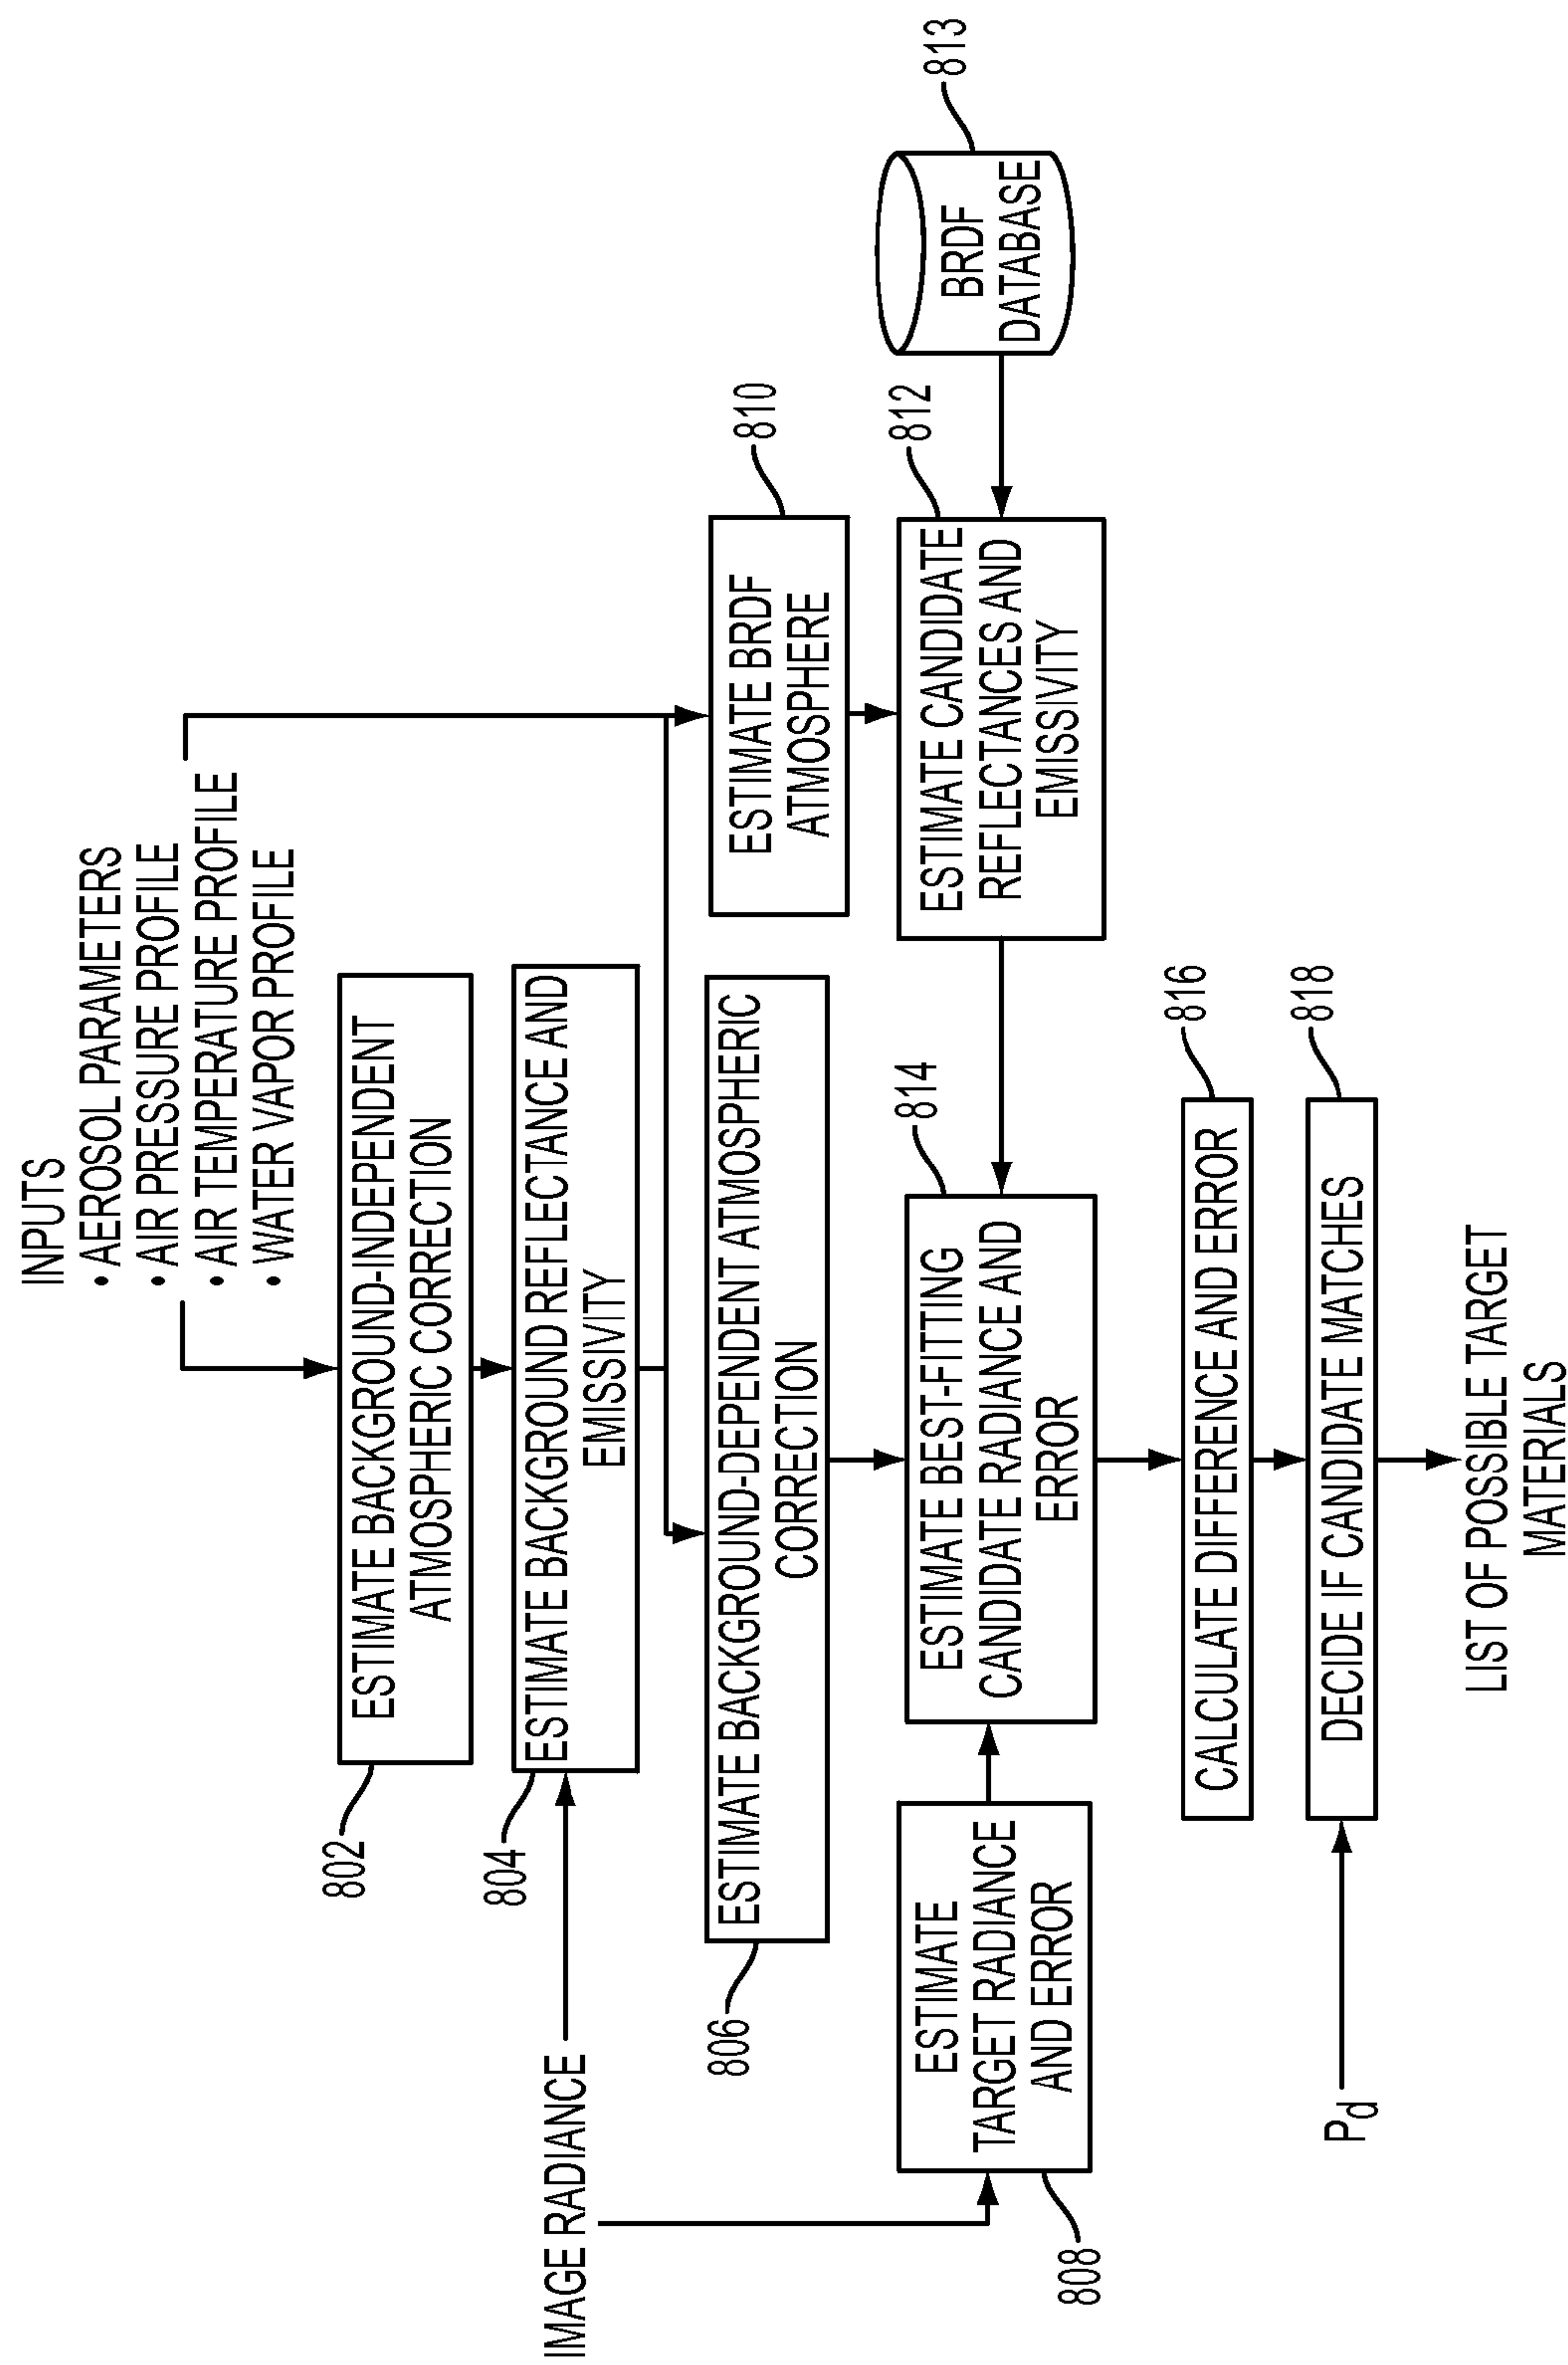 INPUTS
• AEROSOL PARAMETERS
• AIR PRESSURE PROFILE
• AIR TEMPERATURE PROFILE
• WATER VAPOR PROFILE
802
ESTIMATE BACKGROUND-INDEPENDENT
ATMOSPHERIC CORRECTION
IMAGE RADIANCE
804
ESTIMATE BACKGROUND REFLECTANCE AND
EMISSIVITY
806
ESTIMATE BACKGROUND-DEPENDENT ATMOSPHERIC
CORRECTION
810
ESTIMATE BRDF
ATMOSPHERE
808
ESTIMATE
TARGET RADIANCE
AND ERROR
814
ESTIMATE BEST-FITTING
CANDIDATE RADIANCE AND
ERROR
812
ESTIMATE CANDIDATE
REFLECTANCES AND
EMISSIVITY
813
BRDF
DATABASE
816
CALCULATE DIFFERENCE AND ERROR
Pd
818
DECIDE IF CANDIDATE MATCHES
LIST OF POSSIBLE TARGET
MATERIALS